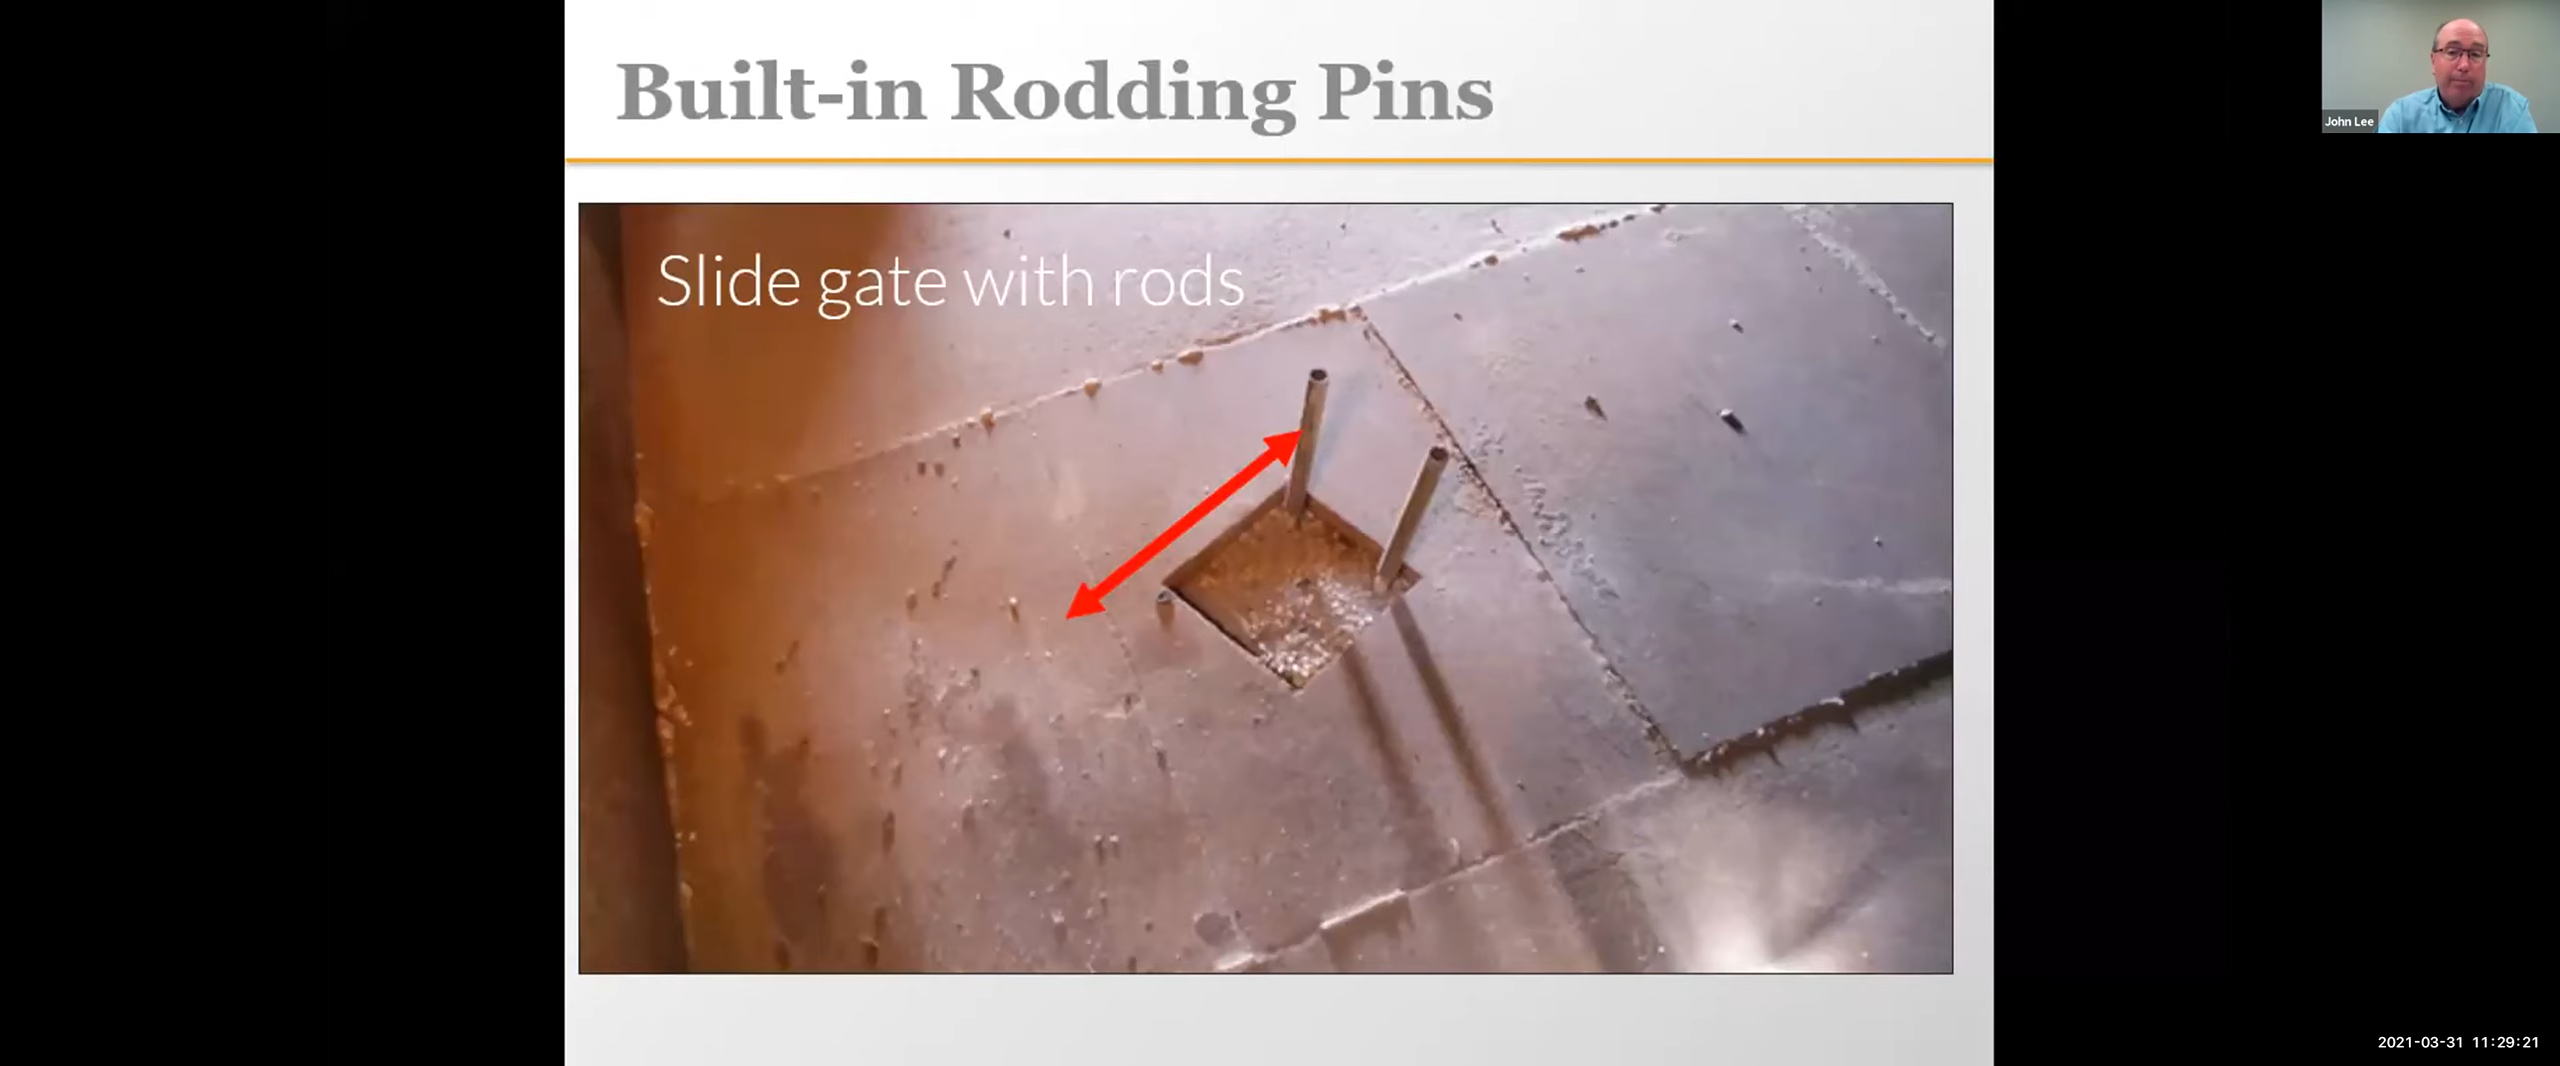 Built-in Rodding Pins
Slide gate with rods
John Lee
2021-03-31 11:29:21